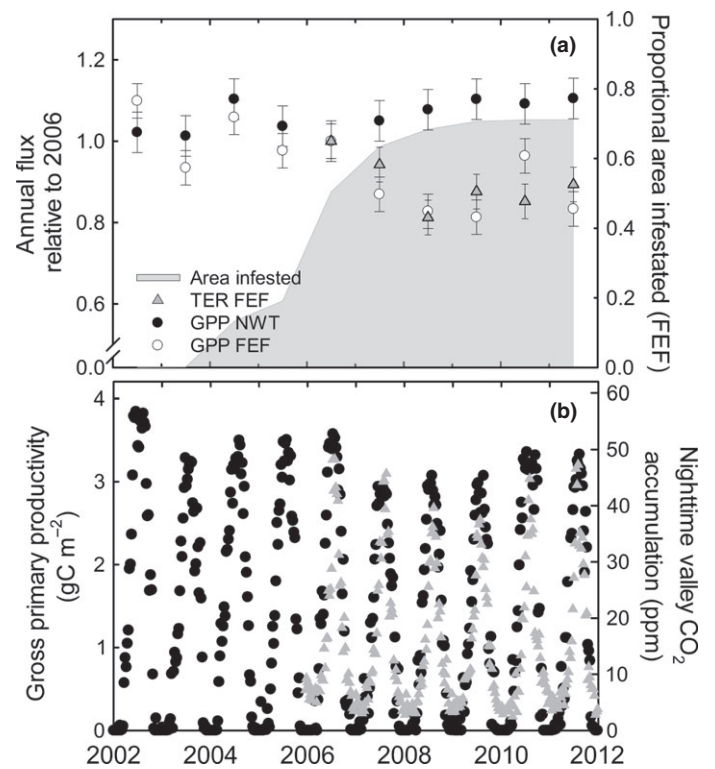 (a)
Annual flux
relative to 2006
1.2
1.0
0.8
0.6
0.0
1.0
0.8
0.6
0.4
0.2
0.0
Proportional area
infestated (FEF)
Area infested
TER FEF
GPP NWT
GPP FEF
(b)
Gross primary productivity
(gC m⁻²)
4
3
2
1
0
60
50
40
30
20
10
0
Nighttime valley CO₂
accumulation (ppm)
2002 2004 2006 2008 2010 2012